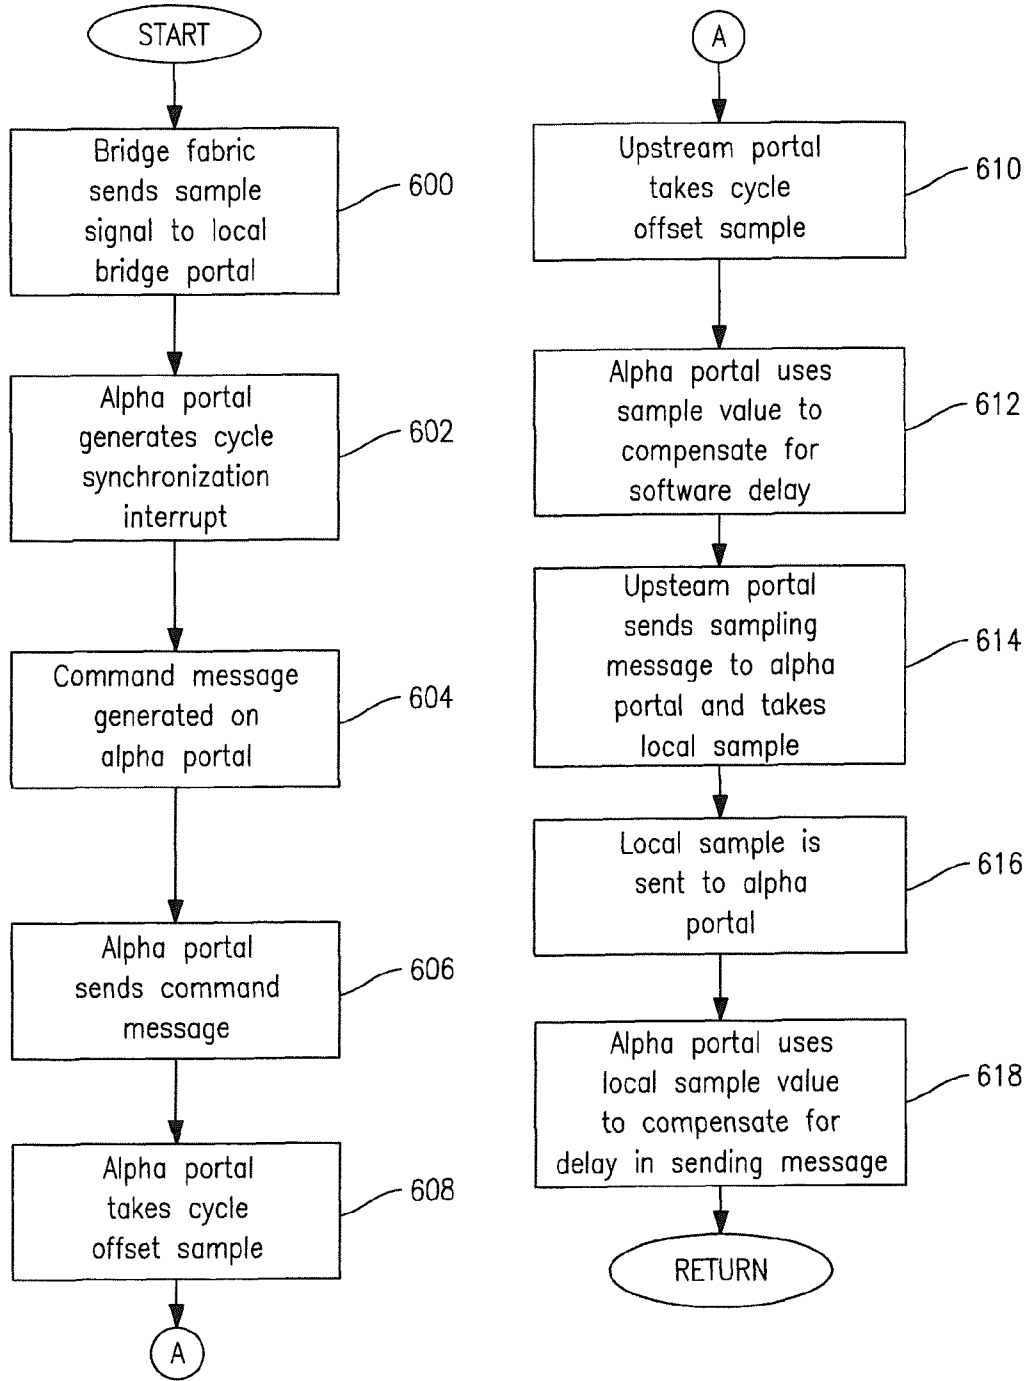 START
Bridge fabric
sends sample
signal to local
bridge portal
600
Alpha portal
generates cycle
synchronization
interrupt
602
Command message
generated on
alpha portal
604
Alpha portal
sends command
message
606
Alpha portal
takes cycle
offset sample
608
A
A
Upstream portal
takes cycle
offset sample
610
Alpha portal uses
sample value to
compensate for
software delay
612
Upsteam portal
sends sampling
message to alpha
portal and takes
local sample
614
Local sample is
sent to alpha
portal
616
Alpha portal uses
local sample value
to compensate for
delay in sending message
618
RETURN